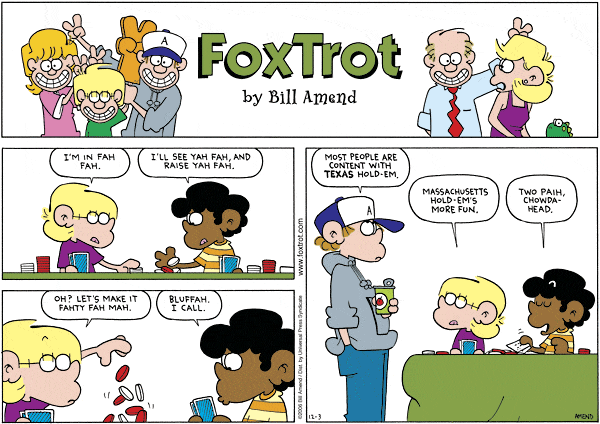 A
FOXTROT
by Bill Amend
I'M IN FAH
FAH.
I'LL SEE YAH FAH, AND
RAISE YAH FAH.
OH? LET'S MAKE IT
FAHTY FAH MAH.
BLUFFAH.
I CALL.
www.foxtrot.com
©2006 Bill Amend / Dist. by Universal Press Syndicate
MOST PEOPLE ARE
CONTENT WITH
TEXAS HOLD-EM.
A
MASSACHUSETTS
HOLD-EM'S
MORE FUN.
TWO PAIH,
CHOWDA-
HEAD.
12-3
AMEND